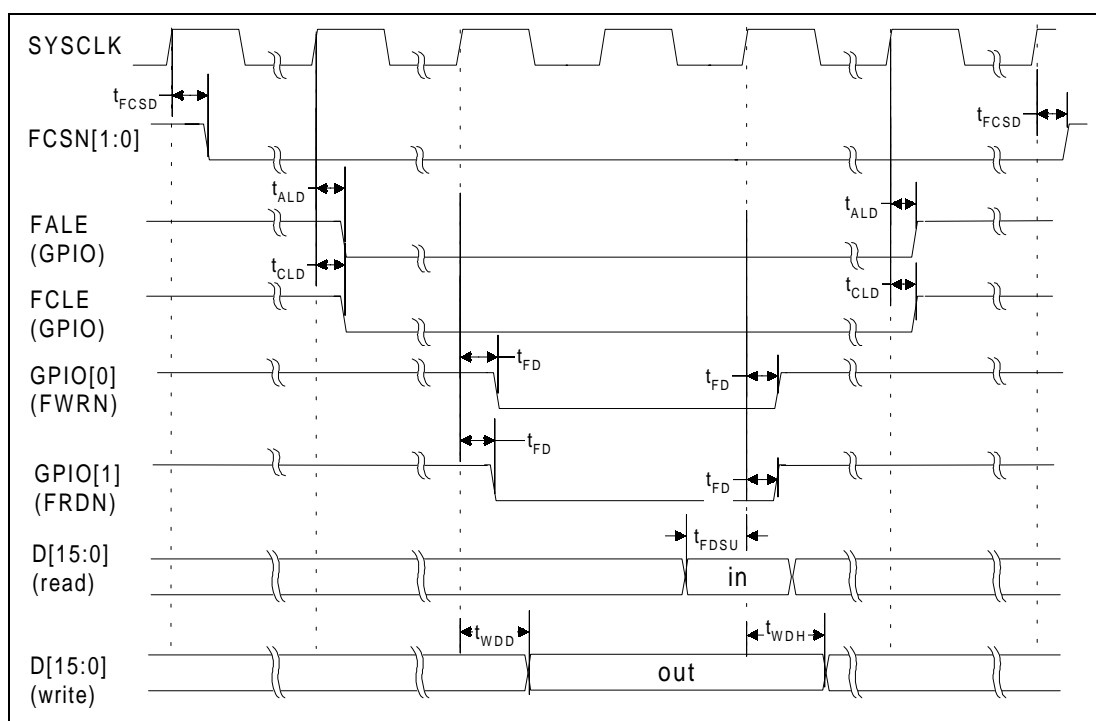 SYSCLK
tFCSD
tFCSD
FCSN[1:0]
tALD
tALD
FALE
(GPIO)
tCLD
tCLD
FCLE
(GPIO)
tFD
tFD
GPIO[0]
(FWRN)
tFD
tFD
GPIO[1]
(FRDN)
tFDSU
D[15:0]
(read)
in
tWDD
tWDH
D[15:0]
(write)
out